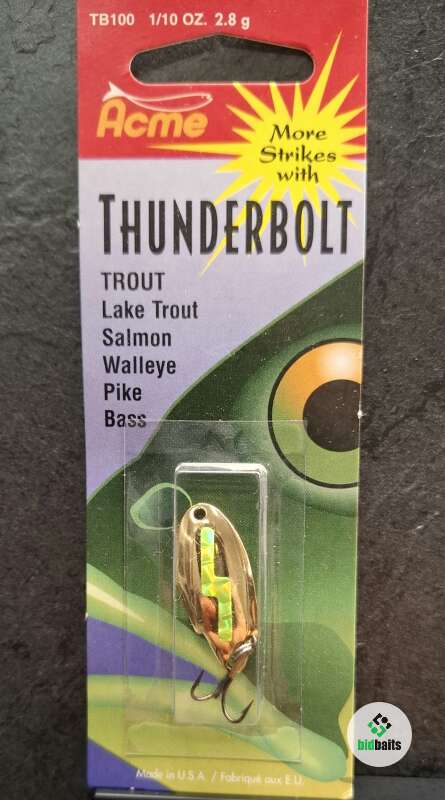 TB100 1/10 OZ. 2.8 g
Acme
More
Strikes
with
THUNDERBOLT
TROUT
Lake Trout
Salmon
Walleye
Pike
Bass
Made in U.S.A. / Fabriqué aux E.U.
bidbaits